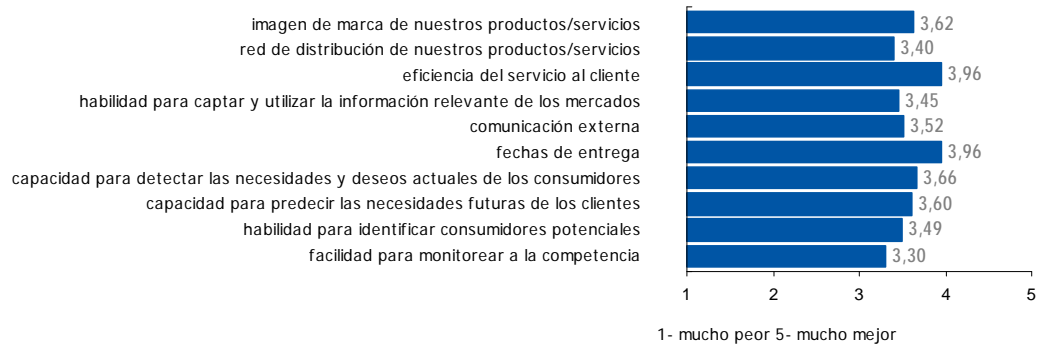 imagen de marca de nuestros productos/servicios 3,62
red de distribución de nuestros productos/servicios 3,40
eficiencia del servicio al cliente 3,96
habilidad para captar y utilizar la información relevante de los mercados 3,45
comunicación externa 3,52
fechas de entrega 3,96
capacidad para detectar las necesidades y deseos actuales de los consumidores 3,66
capacidad para predecir las necesidades futuras de los clientes 3,60
habilidad para identificar consumidores potenciales 3,49
facilidad para monitorear a la competencia 3,30
1 2 3 4 5
1- mucho peor 5- mucho mejor